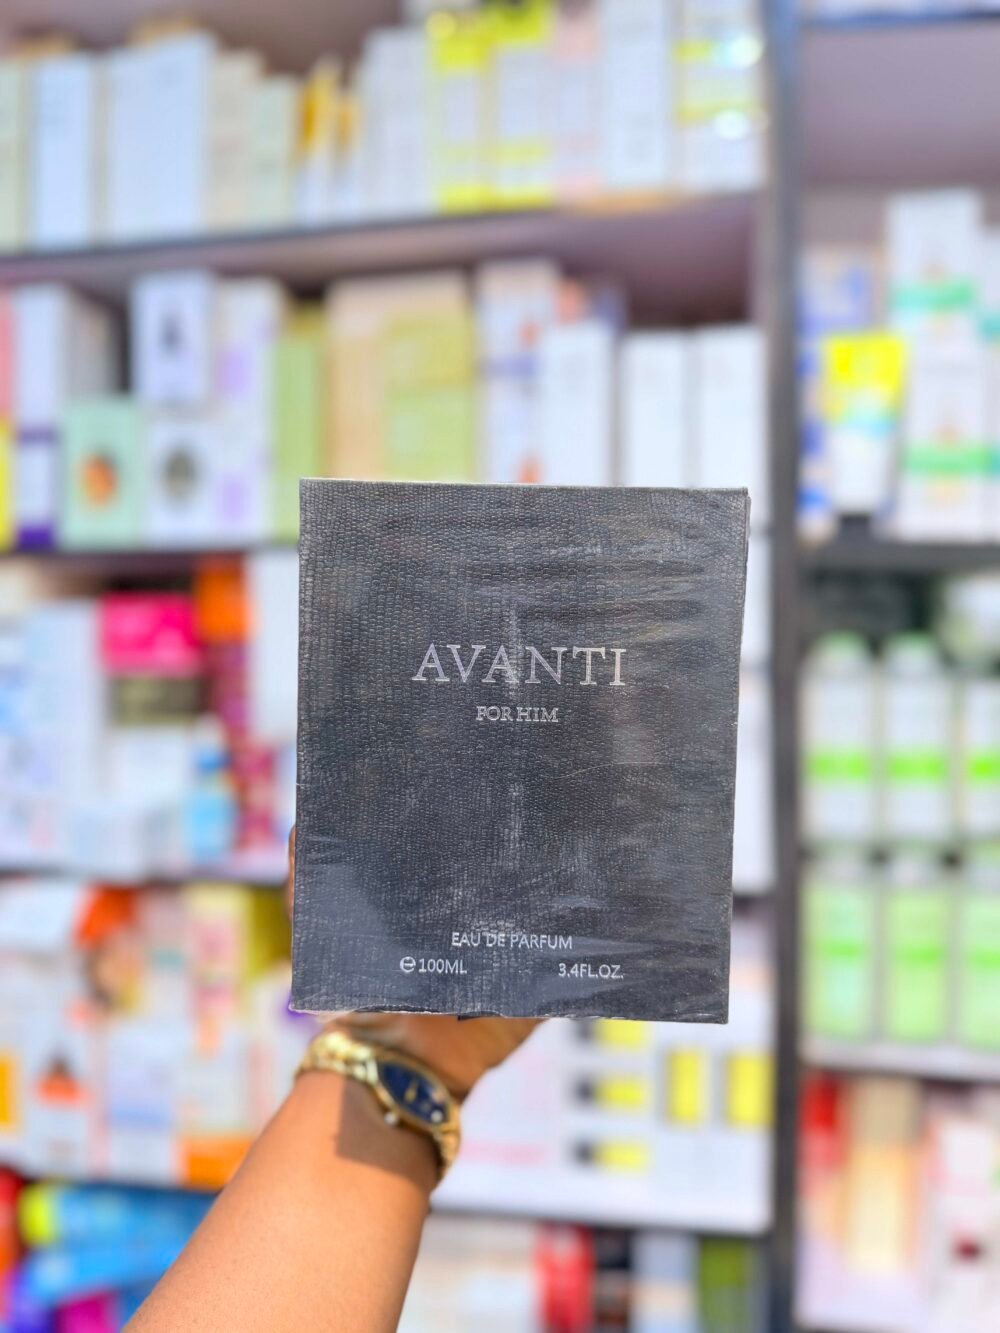 AVANTI
FOR HIM
EAU DE PARFUM
℮100ML 3.4FL.OZ.